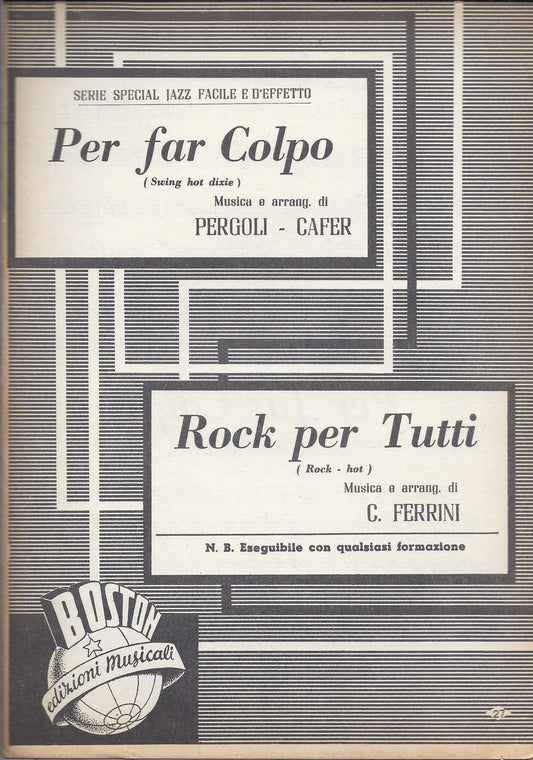 SERIE SPECIAL JAZZ FACILE E D'EFFETTO
Per far Colpo
( Swing hot dixie )
Musica e arrang. di
PERGOLI - CAFER
Rock per Tutti
( Rock - hot )
Musica e arrang. di
C. FERRINI
N. B. Eseguibile con qualsiasi formazione
BOSTON
edizioni Musicali
27